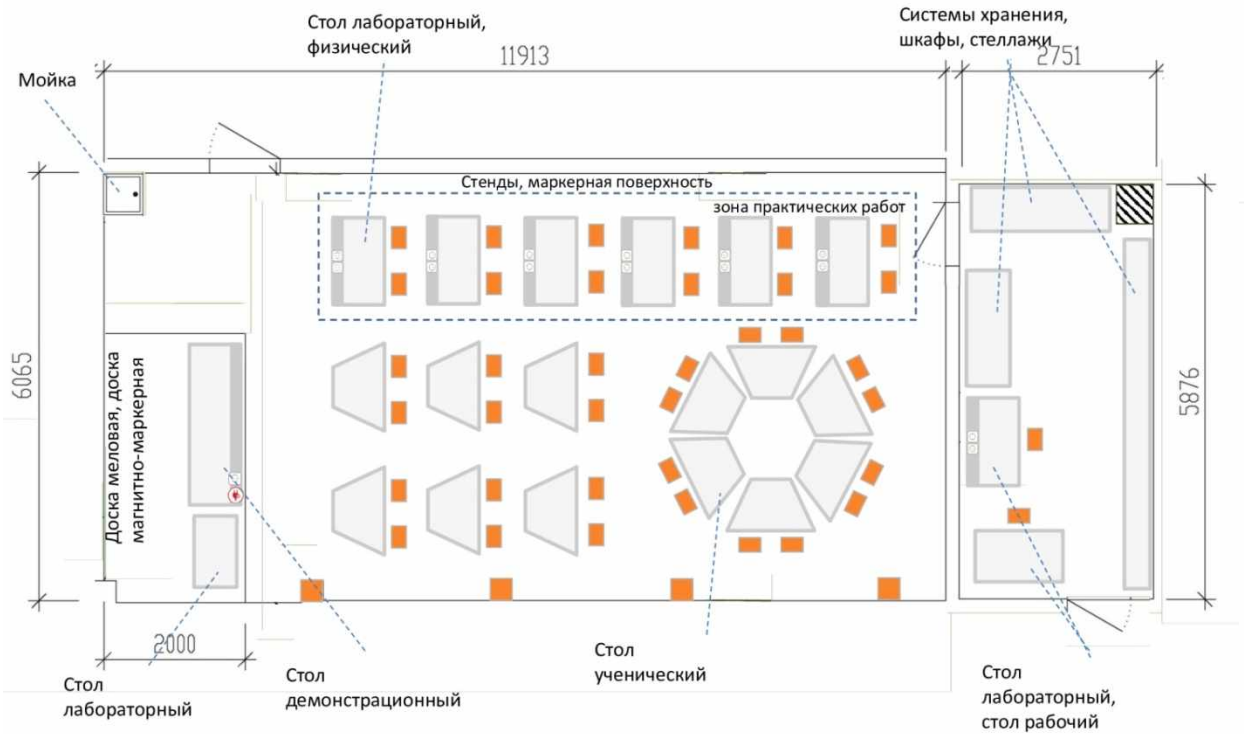 Стол лабораторный,
физический
Системы хранения,
шкафы, стеллажи
11913
2751
Мойка
Стенды, маркерная поверхность
зона практических работ
6065
Доска меловая, доска
магнитно-маркерная
5876
2000
Стол
лабораторный
Стол
демонстрационный
Стол
ученический
Стол
лабораторный,
стол рабочий